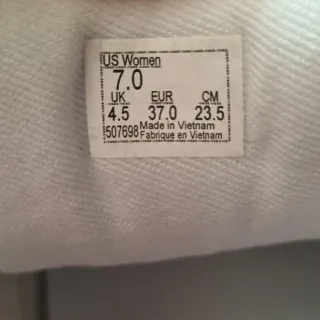 US Women
7.0
UK EUR CM
4.5 37.0 23.5
507698 Made in Vietnam
Fabrique en Vietnam